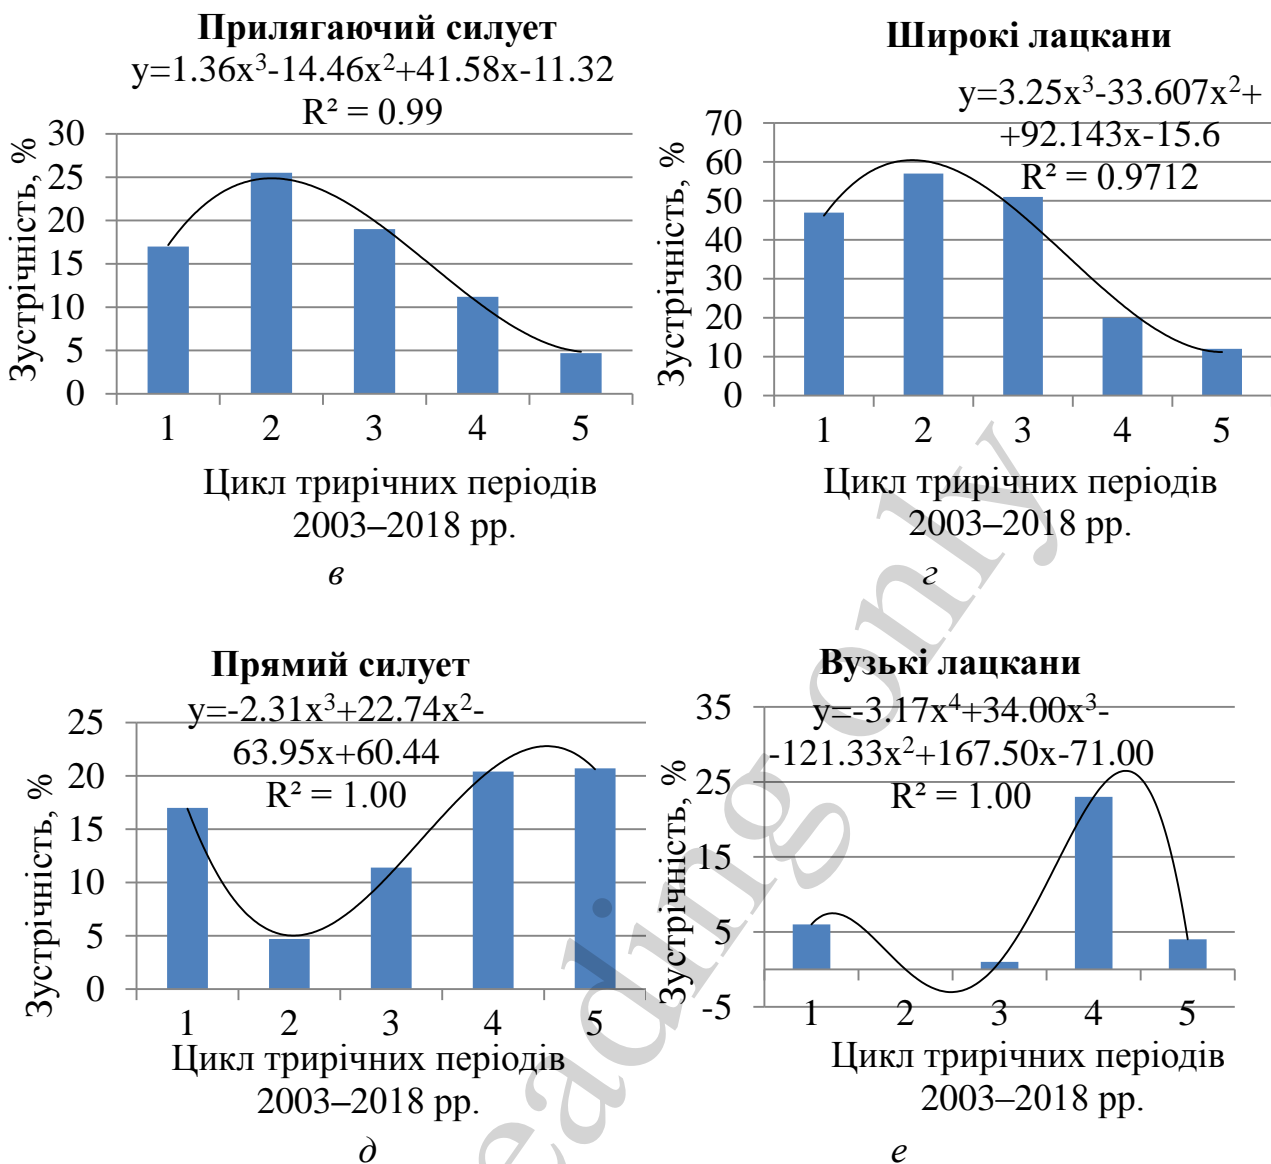 Прилягаючий силует
y=1.36x³-14.46x²+41.58x-11.32
R² = 0.99
Зустрічність, %
30
25
20
15
10
5
0
1 2 3 4 5
Цикл трирічних періодів
2003–2018 рр.
в
Широкі лацкани
y=3.25x³-33.607x²+
+92.143x-15.6
R² = 0.9712
Зустрічність, %
70
60
50
40
30
20
10
0
1 2 3 4 5
Цикл трирічних періодів
2003–2018 рр.
г
Прямий силует
y=-2.31x³+22.74x²-
63.95x+60.44
R² = 1.00
Зустрічність, %
25
20
15
10
5
0
1 2 3 4 5
Цикл трирічних періодів
2003–2018 рр.
д
Вузькі лацкани
y=-3.17x⁴+34.00x³-
-121.33x²+167.50x-71.00
R² = 1.00
Зустрічність, %
35
25
15
5
-5
1 2 3 4 5
Цикл трирічних періодів
2003–2018 рр.
е
eading only